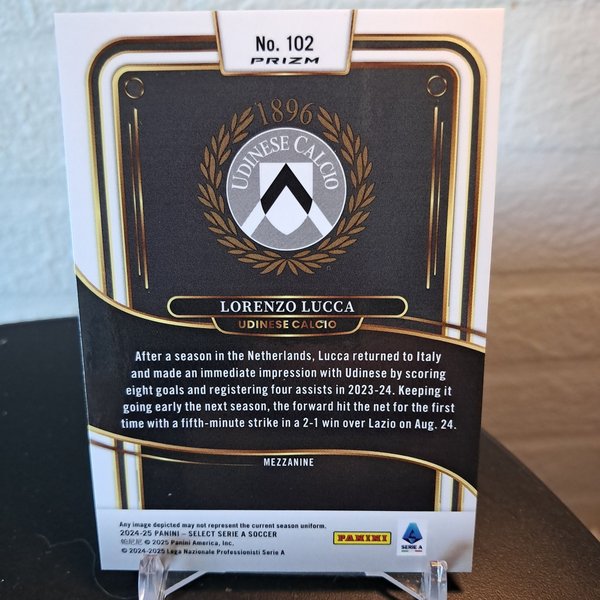 No. 102
PRIZM
1896
UDINESE CALCIO
LORENZO LUCCA
UDINESE CALCIO
After a season in the Netherlands, Lucca returned to Italy
and made an immediate impression with Udinese by scoring
eight goals and registering four assists in 2023-24. Keeping it
going early the next season, the forward hit the net for the first
time with a fifth-minute strike in a 2-1 win over Lazio on Aug. 24.
MEZZANINE
Any image depicted may not represent the current season uniform.
2024-25 PANINI – SELECT SERIE A SOCCER
帕尼尼 © 2025 Panini America, Inc.
© 2024-2025 Lega Nazionale Professionisti Serie A
PANINI
SERIE A